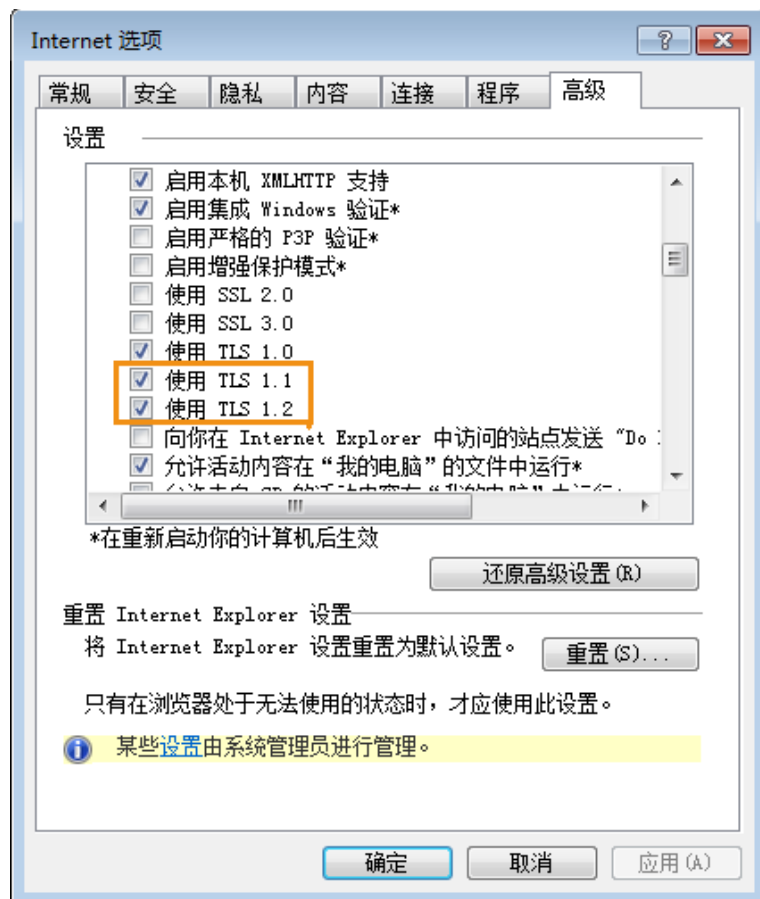 Internet 选项
常规 安全 隐私 内容 连接 程序 高级
设置
启用本机 XMLHTTP 支持
启用集成 Windows 验证*
启用严格的 P3P 验证*
启用增强保护模式*
使用 SSL 2.0
使用 SSL 3.0
使用 TLS 1.0
使用 TLS 1.1
使用 TLS 1.2
向你在 Internet Explorer 中访问的站点发送 “Do
允许活动内容在“我的电脑”的文件中运行*
*在重新启动你的计算机后生效
还原高级设置(R)
重置 Internet Explorer 设置
将 Internet Explorer 设置重置为默认设置。
重置(S)...
只有在浏览器处于无法使用的状态时，才应使用此设置。
某些设置由系统管理员进行管理。
确定 取消 应用(A)